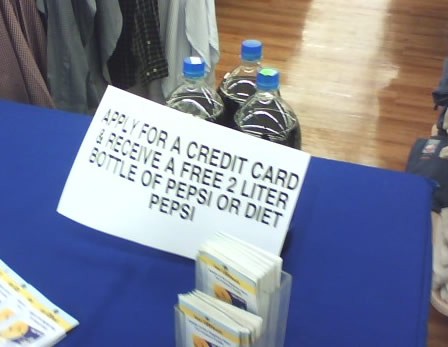 APPLY FOR A CREDIT CARD
& RECEIVE A FREE 2 LITER
BOTTLE OF PEPSI OR DIET
PEPSI